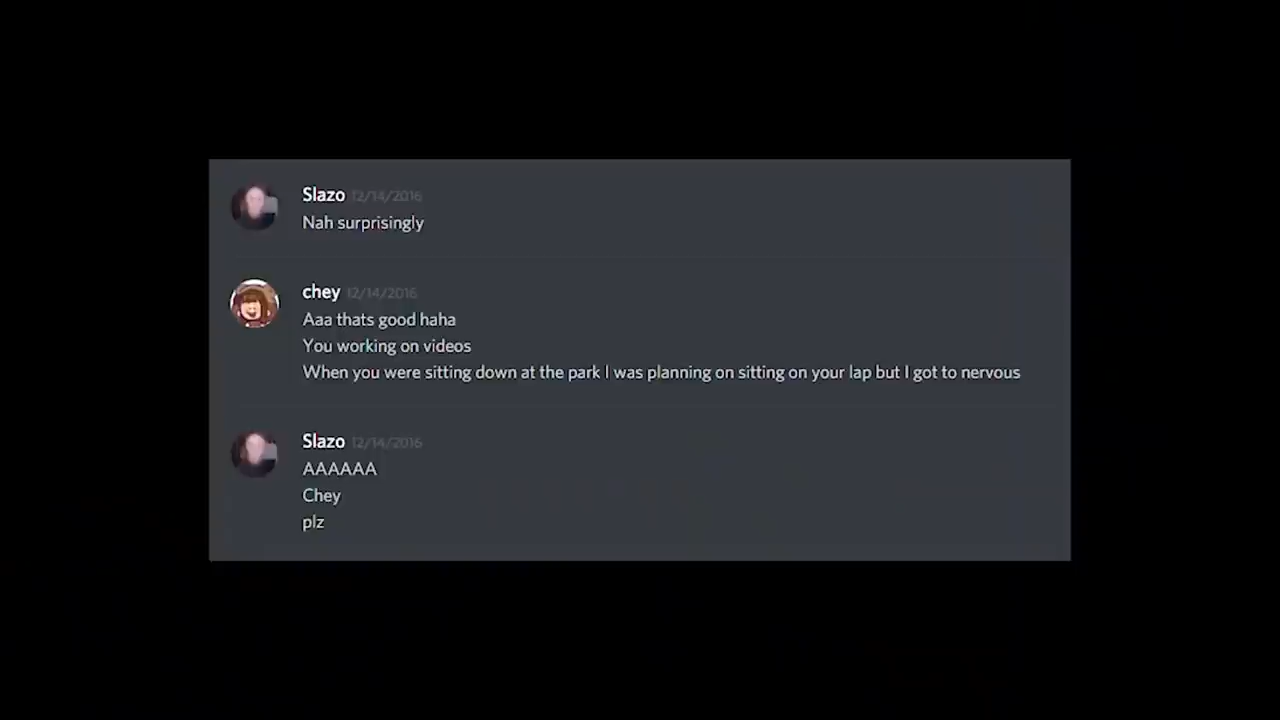 Slazo 12/14/2016
Nah surprisingly
chey 12/14/2016
Aaa thats good haha
You working on videos
When you were sitting down at the park I was planning on sitting on your lap but I got to nervous
Slazo 12/14/2016
AAAAAA
Chey
plz